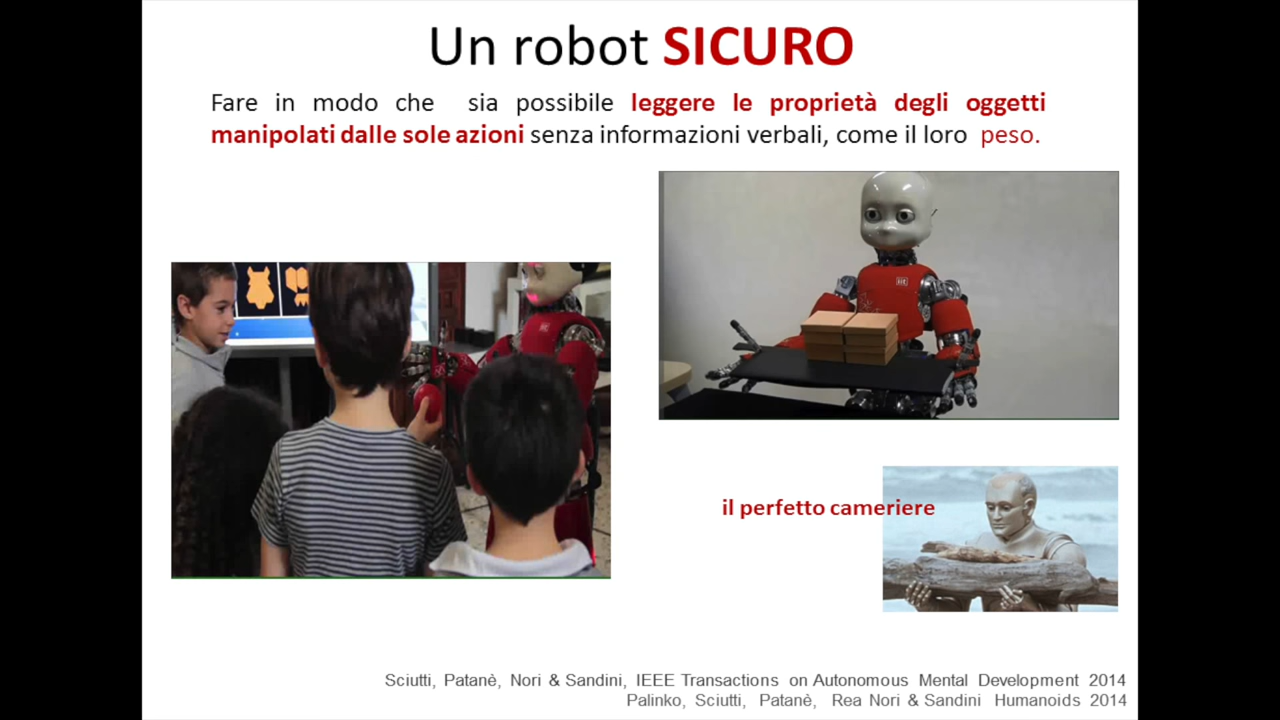 Un robot SICURO
Fare in modo che sia possibile leggere le proprietà degli oggetti
manipolati dalle sole azioni senza informazioni verbali, come il loro peso.
il perfetto cameriere
Sciutti, Patanè, Nori & Sandini, IEEE Transactions on Autonomous Mental Development 2014
Palinko, Sciutti, Patanè, Rea Nori & Sandini Humanoids 2014